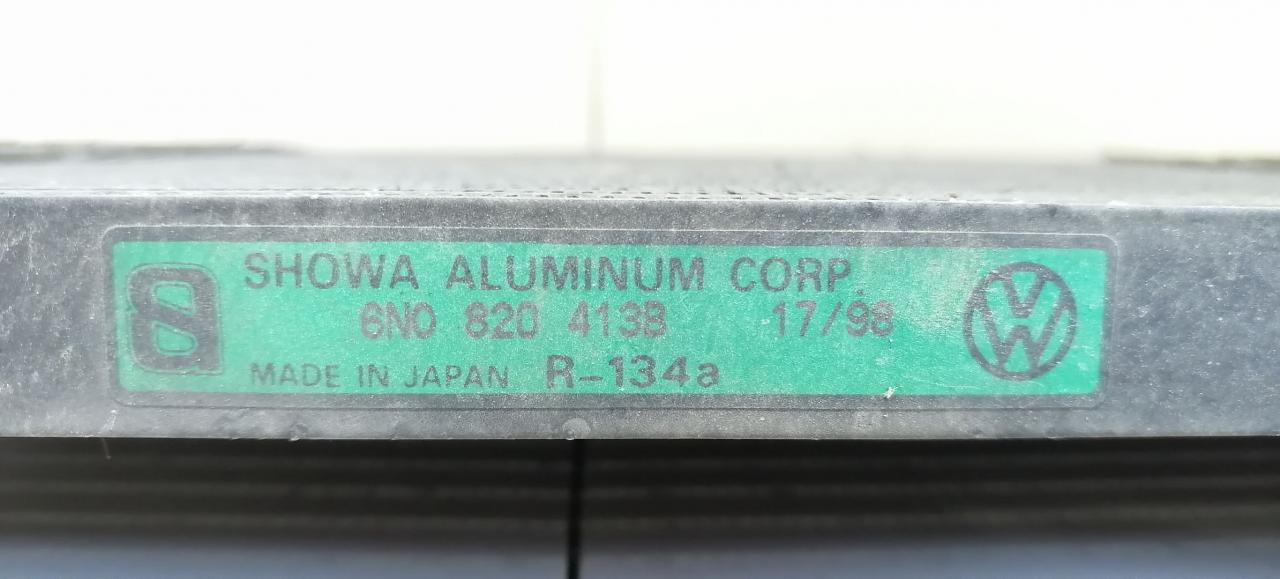 SHOWA ALUMINUM CORP.
6N0 820 413B 17/98
MADE IN JAPAN R-134a